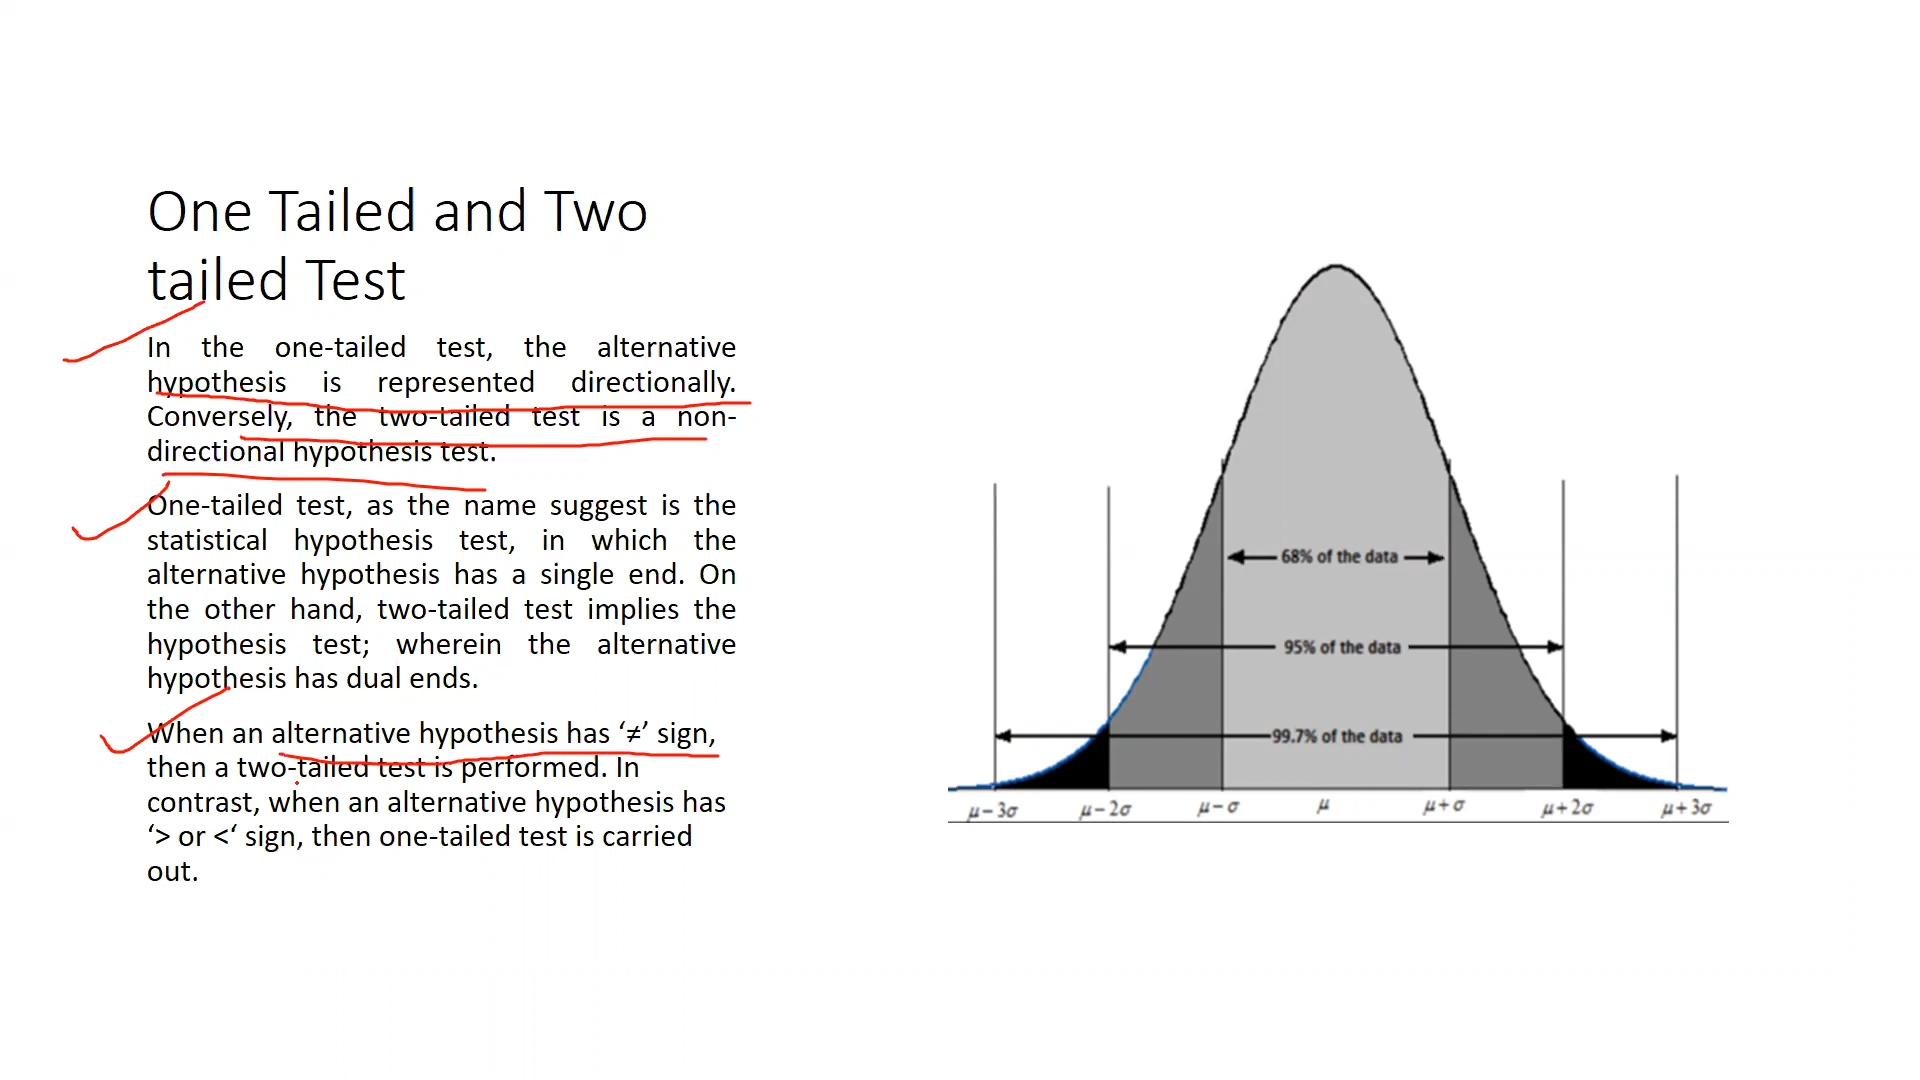 One Tailed and Two
tailed Test
In the one-tailed test, the alternative
hypothesis is represented directionally.
Conversely, the two-tailed test is a non-
directional hypothesis test.
One-tailed test, as the name suggest is the
statistical hypothesis test, in which the
alternative hypothesis has a single end. On
the other hand, two-tailed test implies the
hypothesis test; wherein the alternative
hypothesis has dual ends.
When an alternative hypothesis has ‘≠’ sign,
then a two-tailed test is performed. In
contrast, when an alternative hypothesis has
‘> or <‘ sign, then one-tailed test is carried
out.
68% of the data
95% of the data
99.7% of the data
μ−3σ μ−2σ μ−σ μ μ+σ μ+2σ μ+3σ